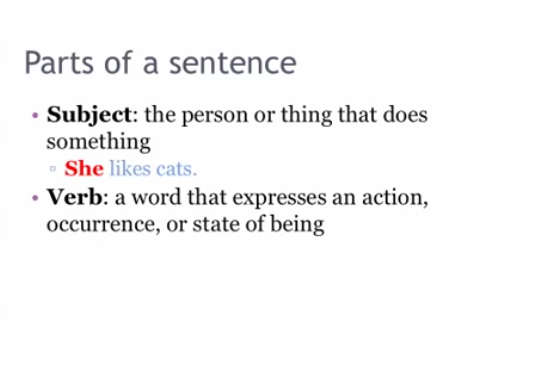 Parts of a sentence
• Subject: the person or thing that does
something
▫ She likes cats.
• Verb: a word that expresses an action,
occurrence, or state of being